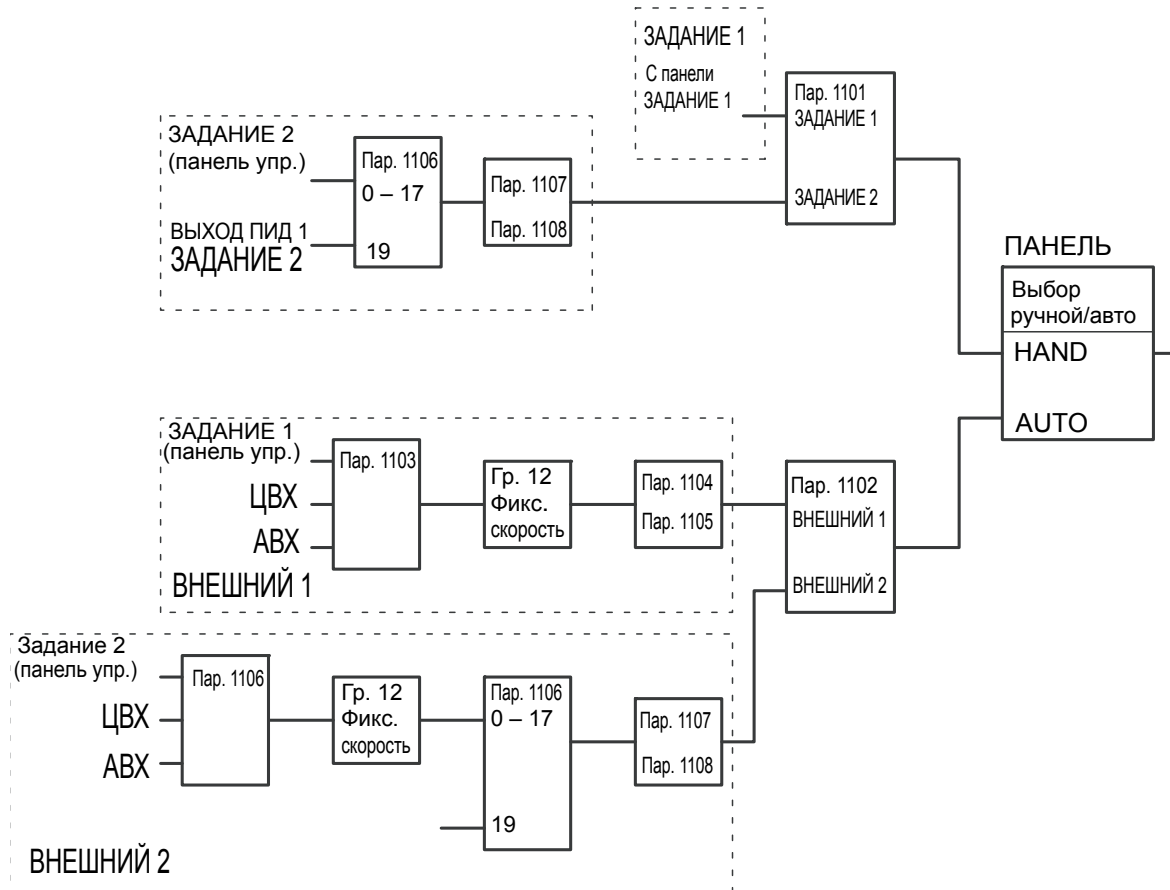 ЗАДАНИЕ 1
С панели
ЗАДАНИЕ 1
Пар. 1101
ЗАДАНИЕ 1
ЗАДАНИЕ 2
ЗАДАНИЕ 2
(панель упр.)
ВЫХОД ПИД 1
ЗАДАНИЕ 2
Пар. 1106
0 – 17
19
Пар. 1107
Пар. 1108
ПАНЕЛЬ
Выбор
ручной/авто
HAND
AUTO
ЗАДАНИЕ 1
(панель упр.)
ЦВХ
АВХ
ВНЕШНИЙ 1
Пар. 1103
Гр. 12
Фикс.
скорость
Пар. 1104
Пар. 1105
Пар. 1102
ВНЕШНИЙ 1
ВНЕШНИЙ 2
Задание 2
(панель упр.)
ЦВХ
АВХ
ВНЕШНИЙ 2
Пар. 1106
Гр. 12
Фикс.
скорость
Пар. 1106
0 – 17
19
Пар. 1107
Пар. 1108